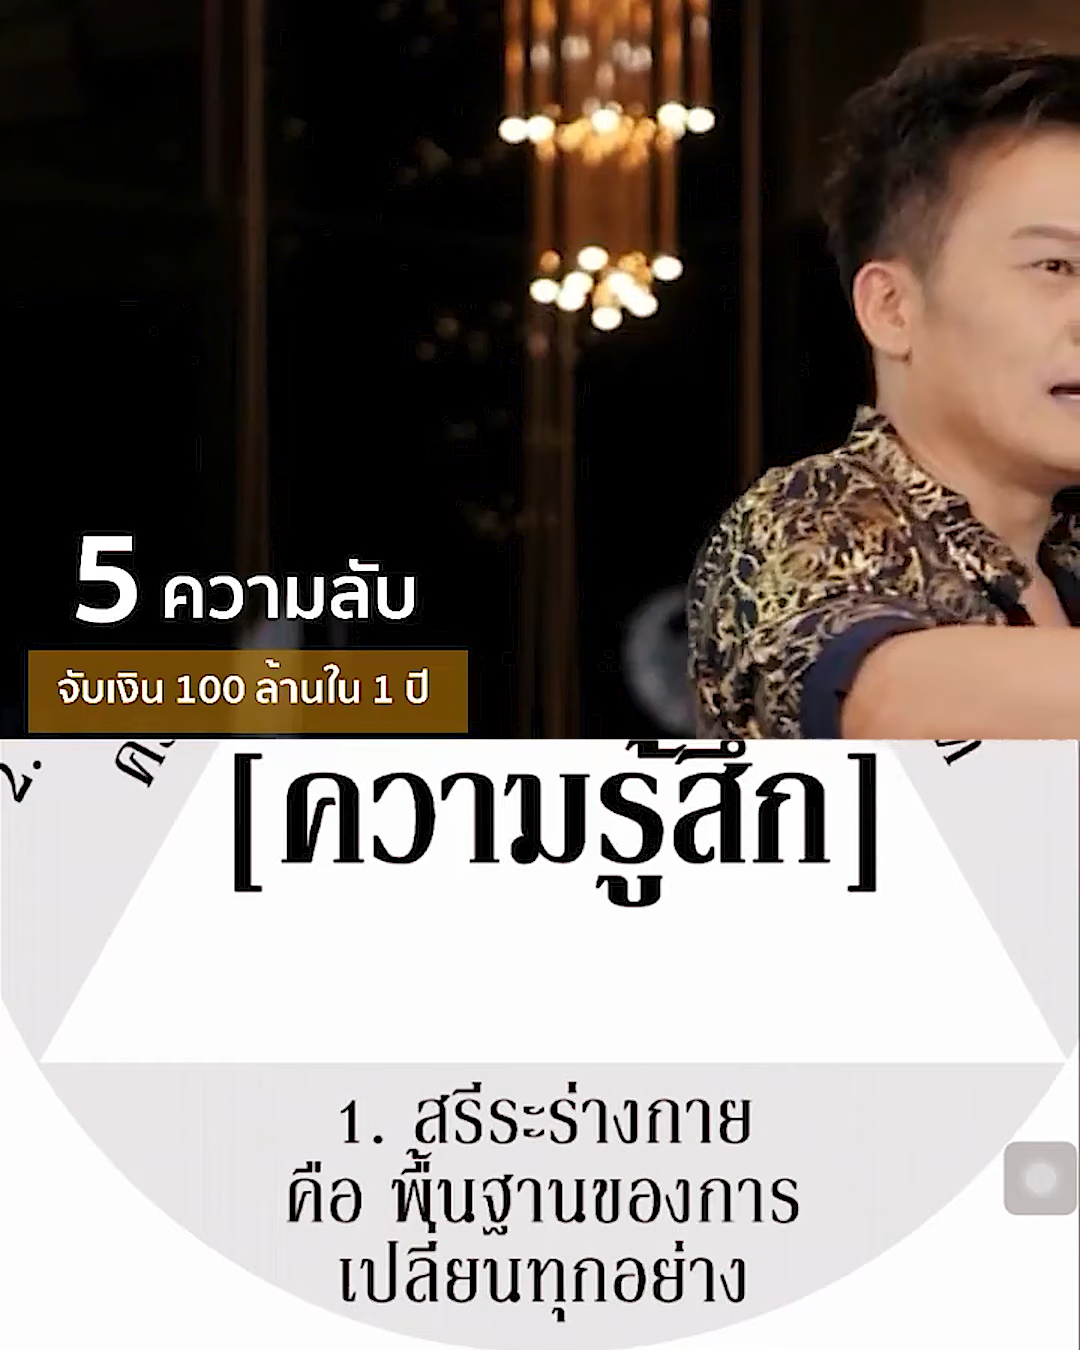 5 ความลับ
จับเงิน 100 ล้านใน 1 ปี
2.
[ความรู้สึก]
1. สรีระร่างกาย
คือ พื้นฐานของการ
เปลี่ยนทุกอย่าง